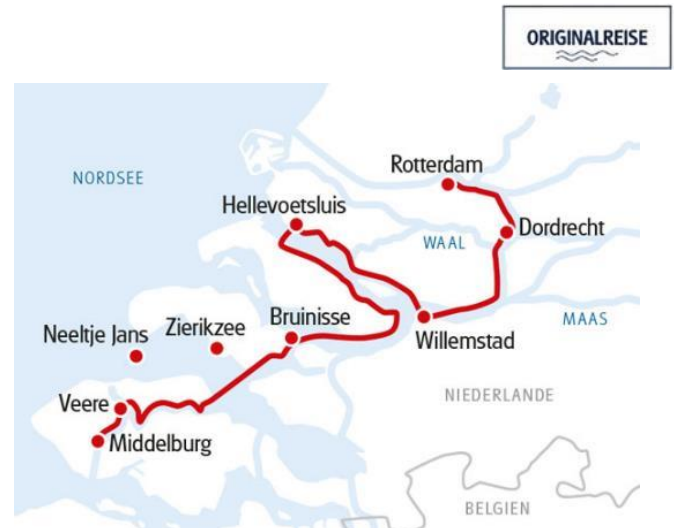 ORIGINALREISE
NORDSEE
Rotterdam
Hellevoetsluis
Dordrecht
WAAL
Neeltje Jans
Zierikzee
Bruinisse
Willemstad
MAAS
Veere
NIEDERLANDE
Middelburg
BELGIEN